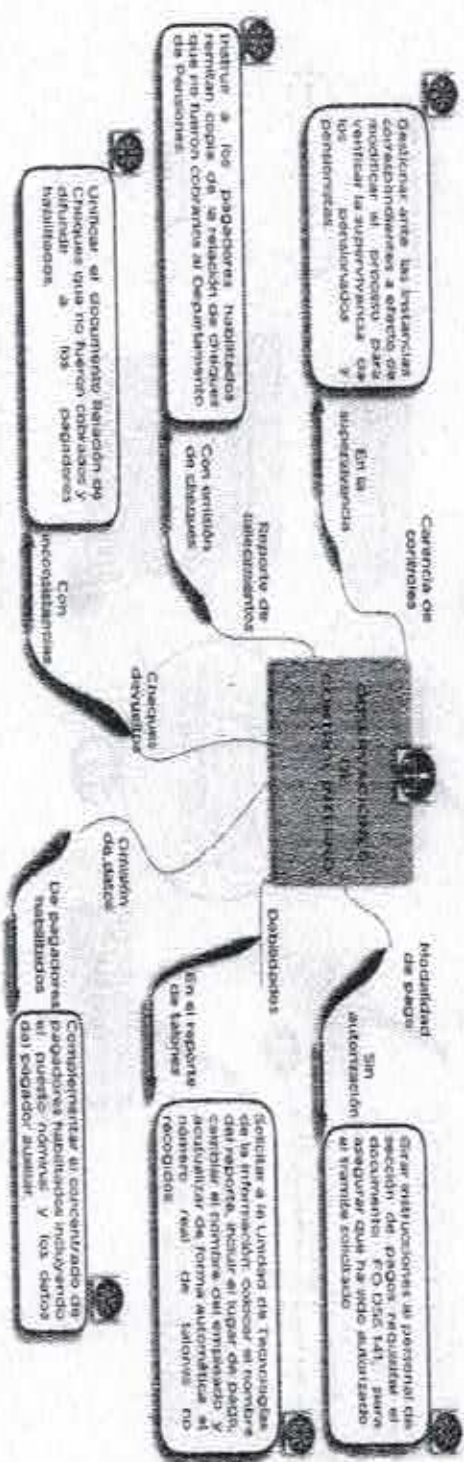 OBSERVACIONES
DE
CONTROL INTERNO
Carencia de
controles
En la
supervivencia
Gestionar ante las instancias
correspondientes a efecto de
modificar el proceso para
verificar la supervivencia de
los pensionados y
pensionistas.
Reporte de
fallecimientos
Con omisión
de cheques
Instruir a los pagadores habilitados
remitan copia de la relación de cheques
que no fueron cobrados al Departamento
de Pensiones.
Cheques
devueltos
Con
inconsistencias
Unificar el documento Relación de
Cheques que no fueron cobrados y
difundir a los pagadores
habilitados.
Modalidad
de pago
Sin
autorización
Girar instrucciones al personal de
sección de pagos requisitar el
documento FO DSG 141, para
asegurar que ha sido autorizado
el trámite solicitado.
Debilidades
En el reporte
de talones
Solicitar a la Unidad de Tecnologías
de la Información: colocar el nombre
del reporte, incluir el lugar de pago,
cambiar el nombre del empleado y
actualizar de forma automática el
número real de talones no
recogidos.
Omisión
de datos
De pagadores
habilitados
Complementar el concentrado de
pagadores habilitados incluyendo
el puesto nominal y los datos
del pagador auxiliar.